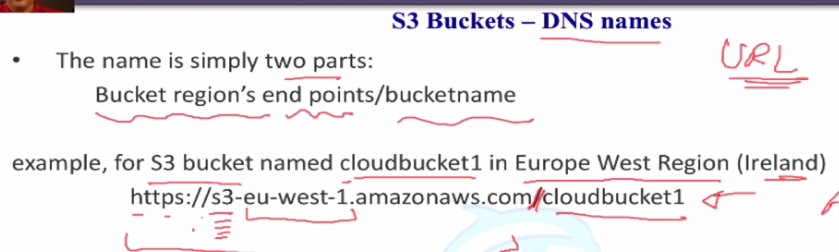 S3 Buckets – DNS names
URL
• The name is simply two parts:
Bucket region's end points/bucketname
example, for S3 bucket named cloudbucket1 in Europe West Region (Ireland)
https://s3-eu-west-1.amazonaws.com/cloudbucket1